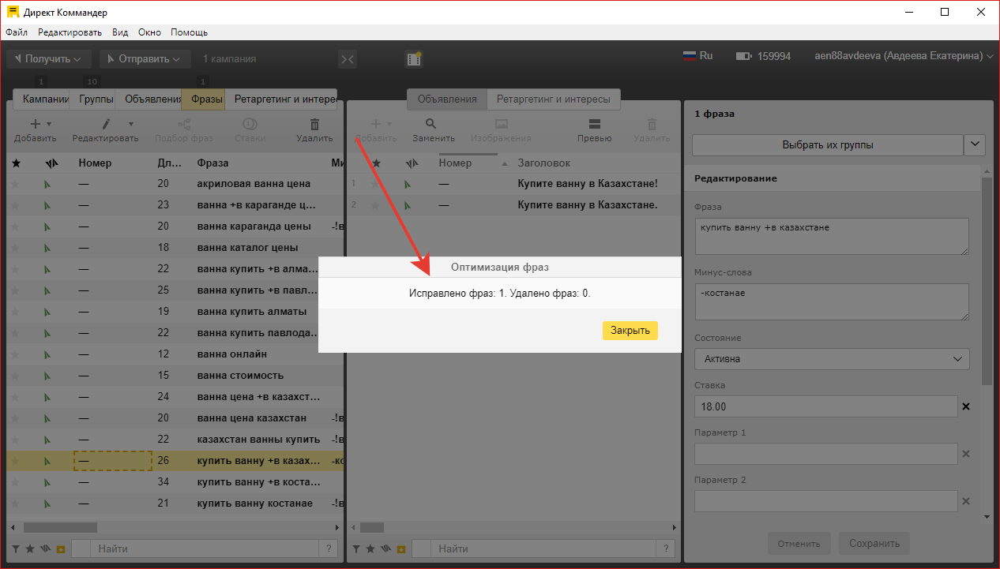 Директ Коммандер
Файл Редактировать Вид Окно Помощь
Получить Отправить 1 кампания Ru 159994 aen88avdeeva (Авдеева Екатерина)
1 10 1
Кампании Группы Объявления Фразы Ретаргетинг и интерес
Добавить Редактировать Подбор фраз Ставки Удалить
Номер Дл... Фраза Ми
— 20 акриловая ванна цена
— 23 ванна +в караганде ц...
— 20 ванна караганда цены -!в
— 18 ванна каталог цены
— 22 ванна купить +в алма...
— 25 ванна купить +в павл...
— 19 ванна купить алматы
— 22 ванна купить павлода...
— 12 ванна онлайн
— 15 ванна стоимость
— 24 ванна цена +в казахст...
— 20 ванна цена казахстан -!в
— 22 казахстан ванны купить -!в
— 26 купить ванну +в казах... -ко
— 34 купить ванну +в коста...
— 21 купить ванну костанае -!в
Найти ?
Объявления Ретаргетинг и интересы
Добавить Заменить Изображения Превью Удалить
Номер Заголовок
1 — Купите ванну в Казахстане!
2 — Купите ванну в Казахстане.
Найти ?
Оптимизация фраз
Исправлено фраз: 1. Удалено фраз: 0.
Закрыть
1 фраза
Выбрать их группы
Редактирование
Фраза
купить ванну +в казахстане
Минус-слова
-костанае
Состояние
Активна
Ставка
18.00
Параметр 1
Параметр 2
Отменить Сохранить